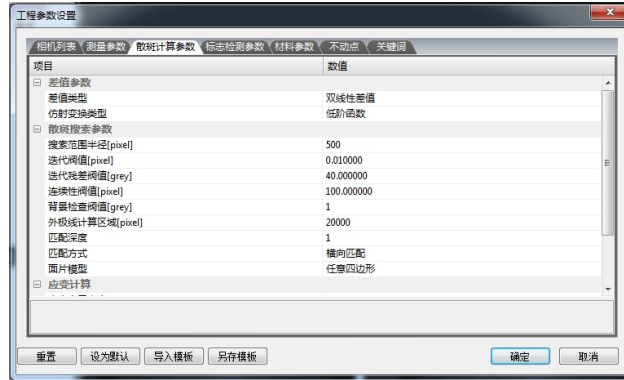 工程参数设置
相机列表 测量参数 散斑计算参数 标志检测参数 材料参数 不动点 关键词
项目 数值
差值参数
差值类型 双线性差值
仿射变换类型 低阶函数
散斑搜索参数
搜索范围半径[pixel] 500
迭代阀值[pixel] 0.010000
迭代残差阀值[grey] 40.000000
连续性阀值[pixel] 100.000000
背景检查阀值[grey] 1
外极线计算区域[pixel] 20000
匹配深度 1
匹配方式 横向匹配
面片模型 任意四边形
应变计算
重置 设为默认 导入模板 另存模板 确定 取消